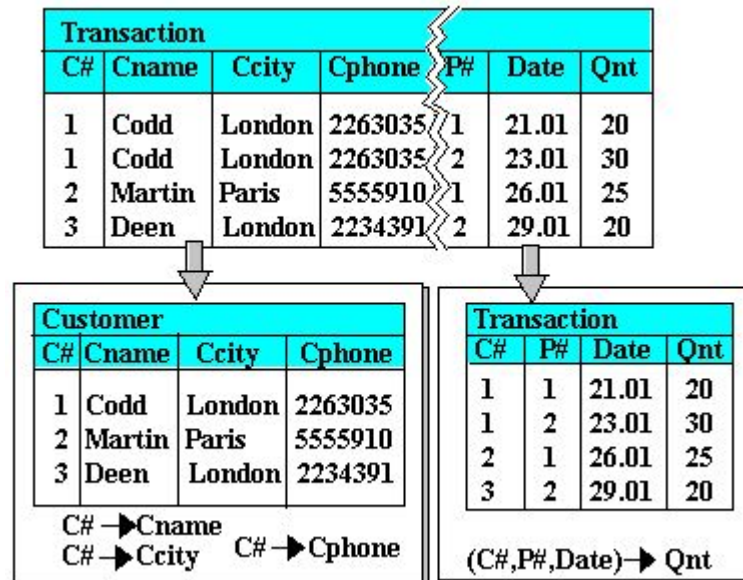 Transaction
C# Cname Ccity Cphone P# Date Qnt
1 Codd London 2263035 1 21.01 20
1 Codd London 2263035 2 23.01 30
2 Martin Paris 5555910 1 26.01 25
3 Deen London 2234391 2 29.01 20
Customer
C# Cname Ccity Cphone
1 Codd London 2263035
2 Martin Paris 5555910
3 Deen London 2234391
C# → Cname
C# → Ccity
C# → Cphone
Transaction
C# P# Date Qnt
1 1 21.01 20
1 2 23.01 30
2 1 26.01 25
3 2 29.01 20
(C#,P#,Date) → Qnt